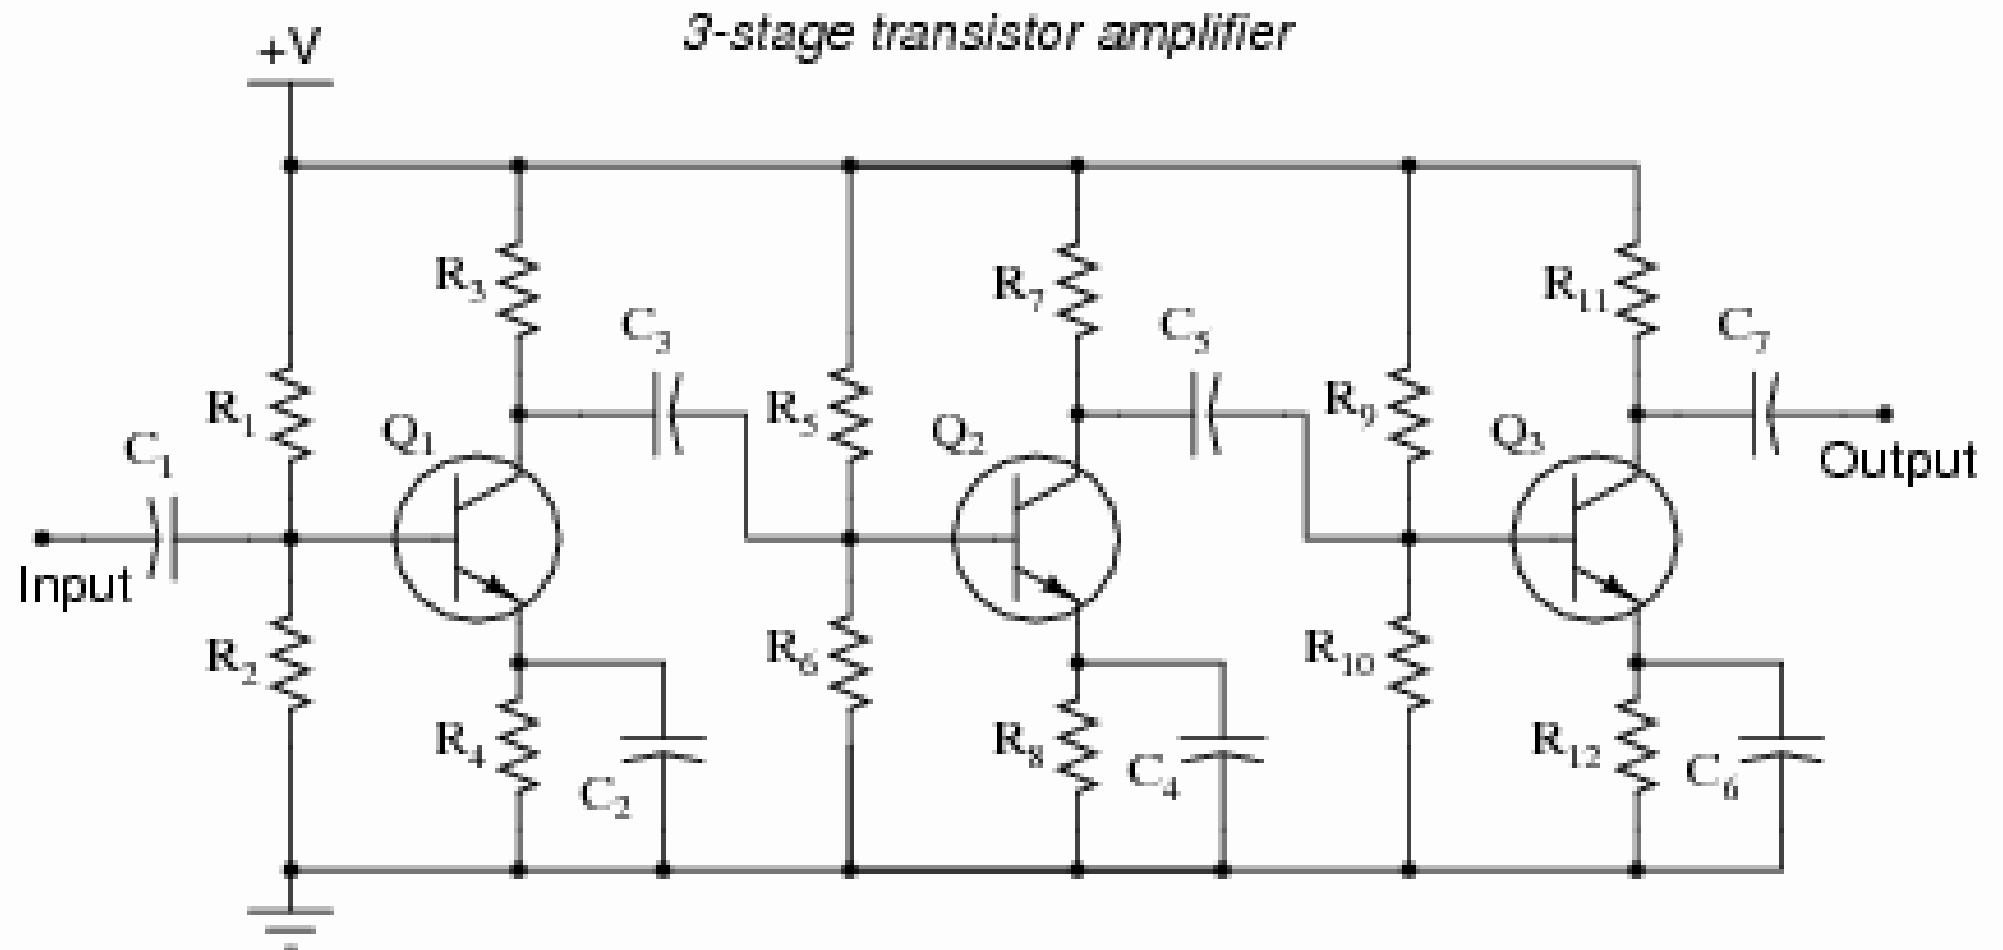 3-stage transistor amplifier
+V
R3
R7
R11
C3
C5
C7
R1
Q1
R5
Q2
R9
Q3
C1
Output
Input
R2
R6
R10
R4
C2
R8
C4
R12
C6